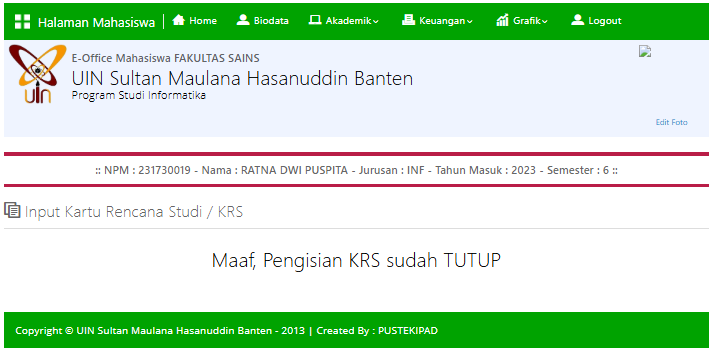 Halaman Mahasiswa Home Biodata Akademik Keuangan Grafik Logout
E-Office Mahasiswa FAKULTAS SAINS
UIN Sultan Maulana Hasanuddin Banten
Program Studi Informatika
uin
Edit Foto
:: NPM : 231730019 - Nama : RATNA DWI PUSPITA - Jurusan : INF - Tahun Masuk : 2023 - Semester : 6 ::
Input Kartu Rencana Studi / KRS
Maaf, Pengisian KRS sudah TUTUP
Copyright © UIN Sultan Maulana Hasanuddin Banten - 2013 | Created By : PUSTEKIPAD